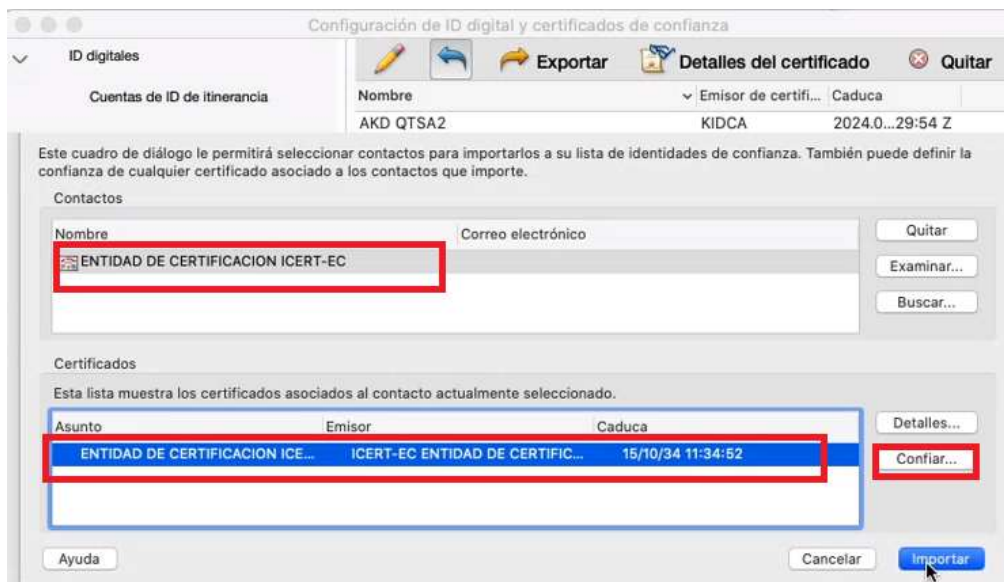 Configuración de ID digital y certificados de confianza
ID digitales
Exportar Detalles del certificado Quitar
Cuentas de ID de itinerancia
Nombre Emisor de certifi... Caduca
AKD QTSA2 KIDCA 2024.0...29:54 Z
Este cuadro de diálogo le permitirá seleccionar contactos para importarlos a su lista de identidades de confianza. También puede definir la
confianza de cualquier certificado asociado a los contactos que importe.
Contactos
Nombre Correo electrónico
Quitar
ENTIDAD DE CERTIFICACION ICERT-EC
Examinar...
Buscar...
Certificados
Esta lista muestra los certificados asociados al contacto actualmente seleccionado.
Asunto Emisor Caduca
Detalles...
ENTIDAD DE CERTIFICACION ICE... ICERT-EC ENTIDAD DE CERTIFIC... 15/10/34 11:34:52
Confiar...
Ayuda Cancelar Importar